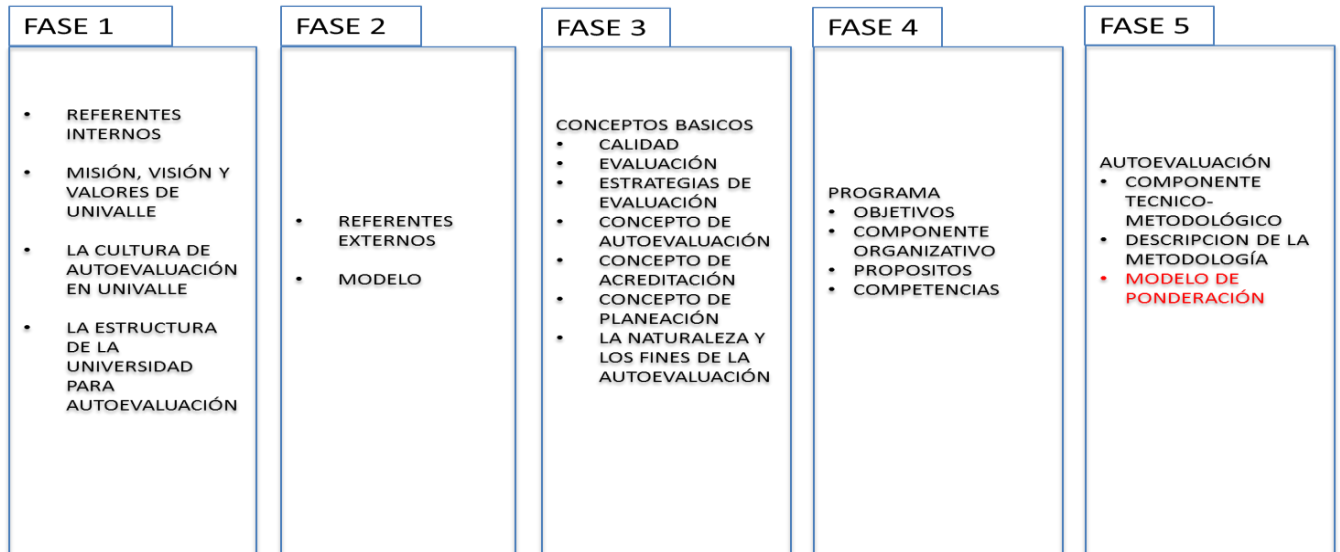 FASE 1
• REFERENTES
INTERNOS
• MISIÓN, VISIÓN Y
VALORES DE
UNIVALLE
• LA CULTURA DE
AUTOEVALUACIÓN
EN UNIVALLE
• LA ESTRUCTURA
DE LA
UNIVERSIDAD
PARA
AUTOEVALUACIÓN
FASE 2
• REFERENTES
EXTERNOS
• MODELO
FASE 3
CONCEPTOS BASICOS
• CALIDAD
• EVALUACIÓN
• ESTRATEGIAS DE
EVALUACIÓN
• CONCEPTO DE
AUTOEVALUACIÓN
• CONCEPTO DE
ACREDITACIÓN
• CONCEPTO DE
PLANEACIÓN
• LA NATURALEZA Y
LOS FINES DE LA
AUTOEVALUACIÓN
FASE 4
PROGRAMA
• OBJETIVOS
• COMPONENTE
ORGANIZATIVO
• PROPOSITOS
• COMPETENCIAS
FASE 5
AUTOEVALUACIÓN
• COMPONENTE
TECNICO-
METODOLÓGICO
• DESCRIPCION DE LA
METODOLOGÍA
• MODELO DE
PONDERACIÓN